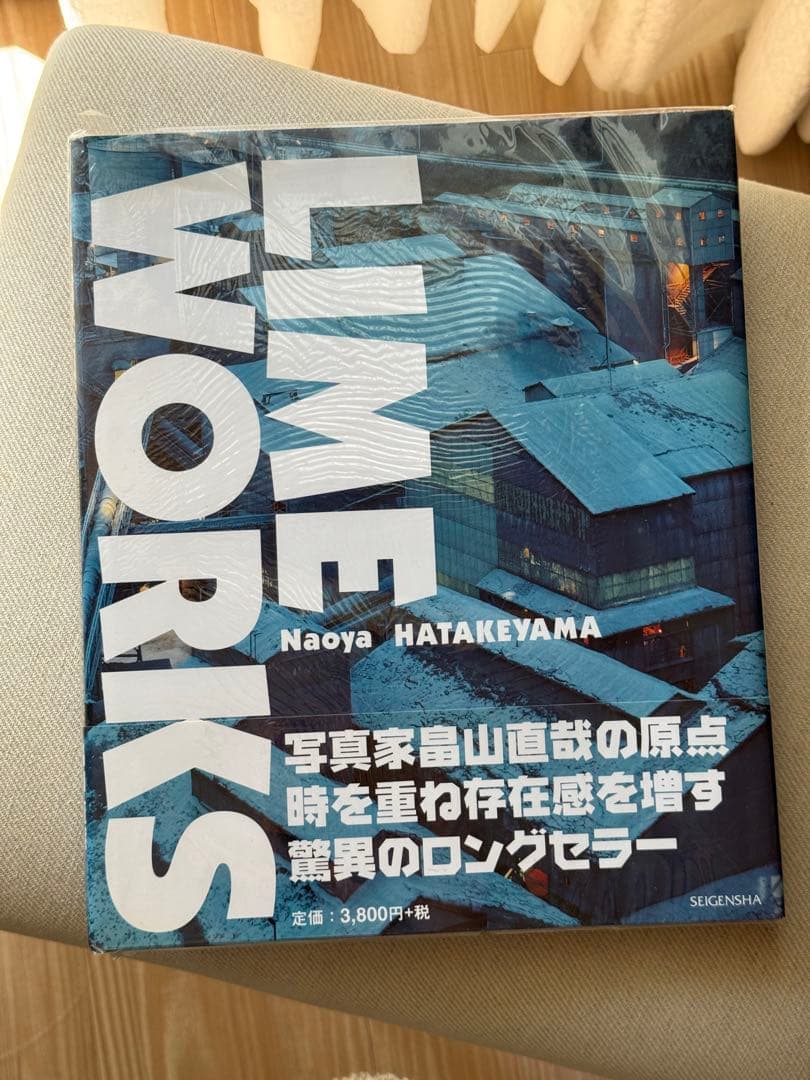 LIME
WORKS
Naoya HATAKEYAMA
写真家畠山直哉の原点
時を重ね存在感を増す
驚異のロングセラー
定価：3,800円+税
SEIGENSHA